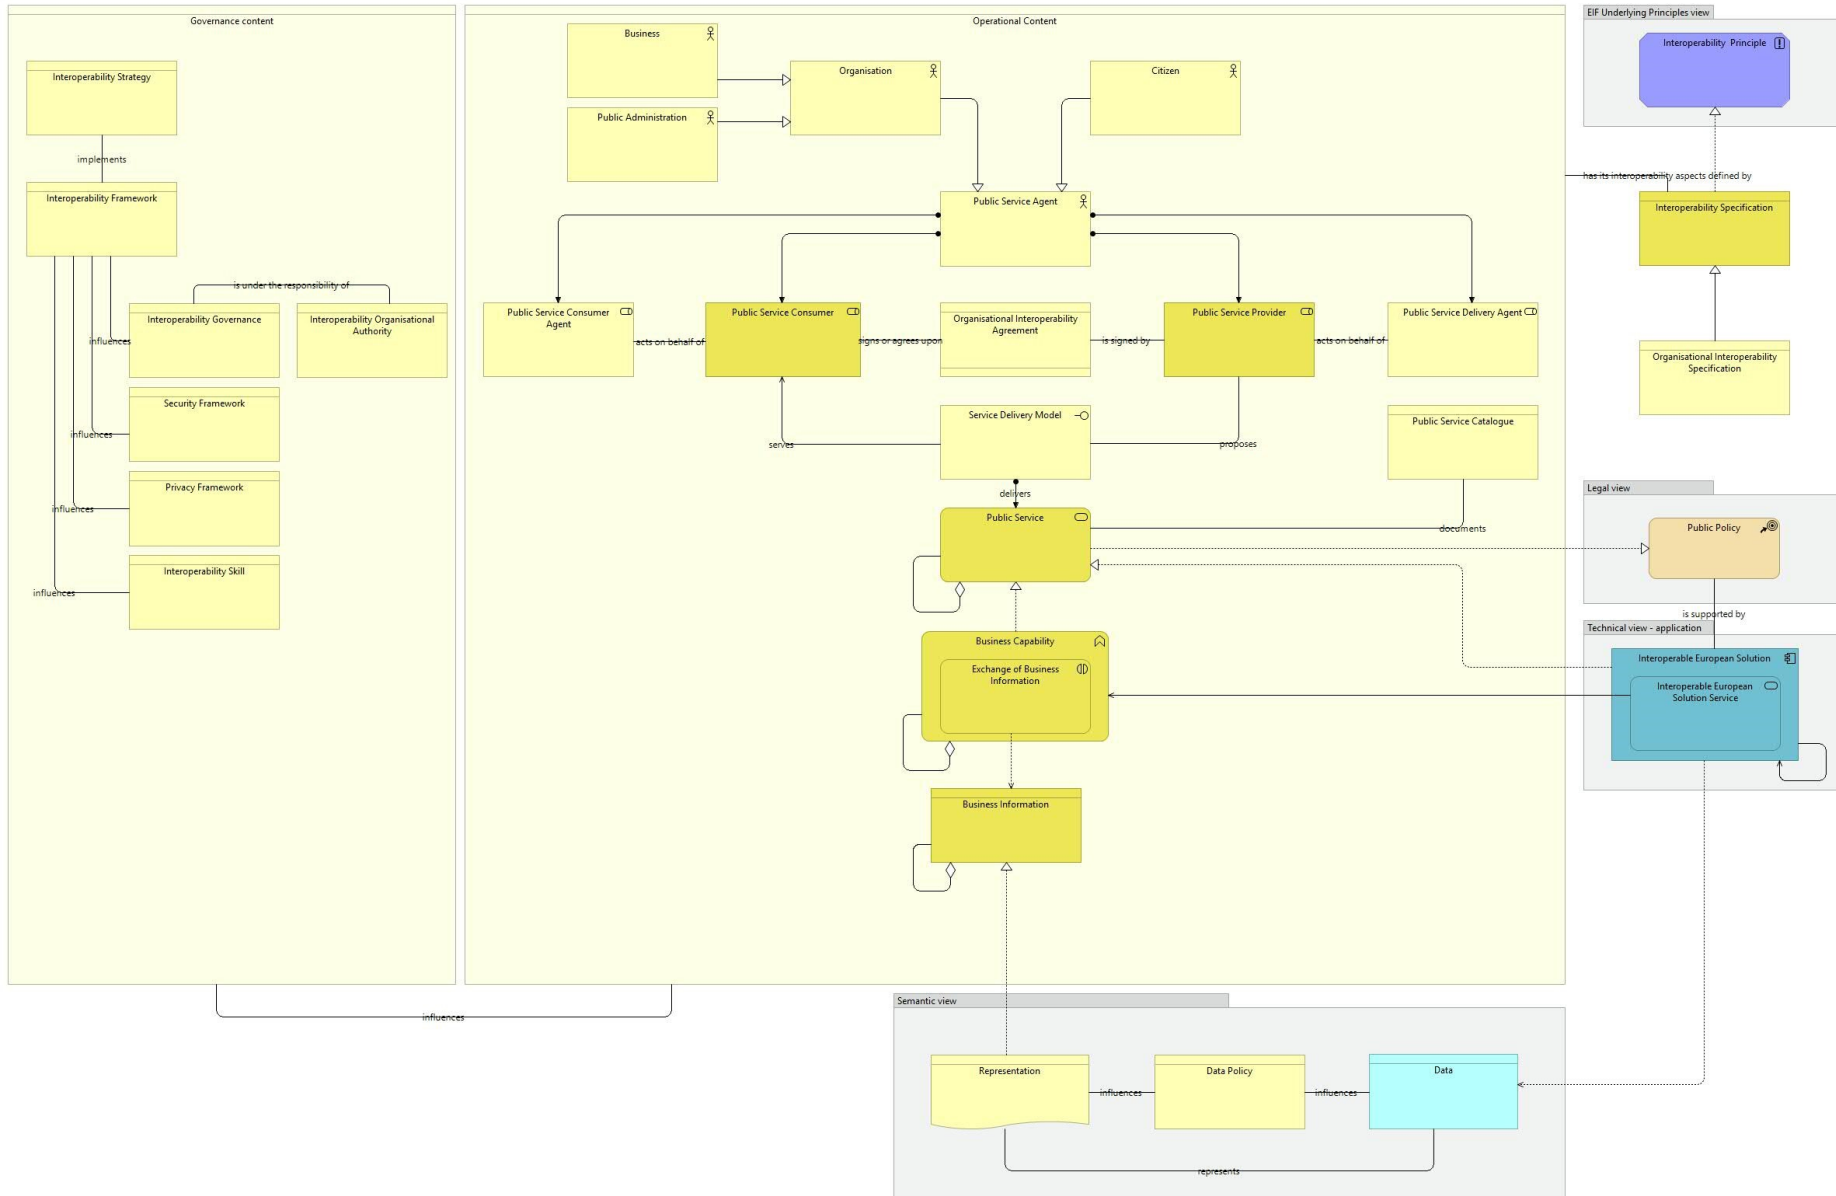 Governance content
Interoperability Strategy
implements
Interoperability Framework
is under the responsibility of
Interoperability Governance
Interoperability Organisational
Authority
influences
Security Framework
influences
Privacy Framework
influences
Interoperability Skill
influences
Operational Content
Business
Organisation
Citizen
Public Administration
Public Service Agent
Public Service Consumer
Agent
acts on behalf of
Public Service Consumer
signs or agrees upon
Organisational Interoperability
Agreement
is signed by
Public Service Provider
acts on behalf of
Public Service Delivery Agent
Service Delivery Model
serves
proposes
Public Service Catalogue
delivers
Public Service
documents
Business Capability
Exchange of Business
Information
Business Information
influences
EIF Underlying Principles view
Interoperability Principle
has its interoperability aspects defined by
Interoperability Specification
Organisational Interoperability
Specification
Legal view
Public Policy
is supported by
Technical view - application
Interoperable European Solution
Interoperable European
Solution Service
Semantic view
Representation
influences
Data Policy
influences
Data
represents